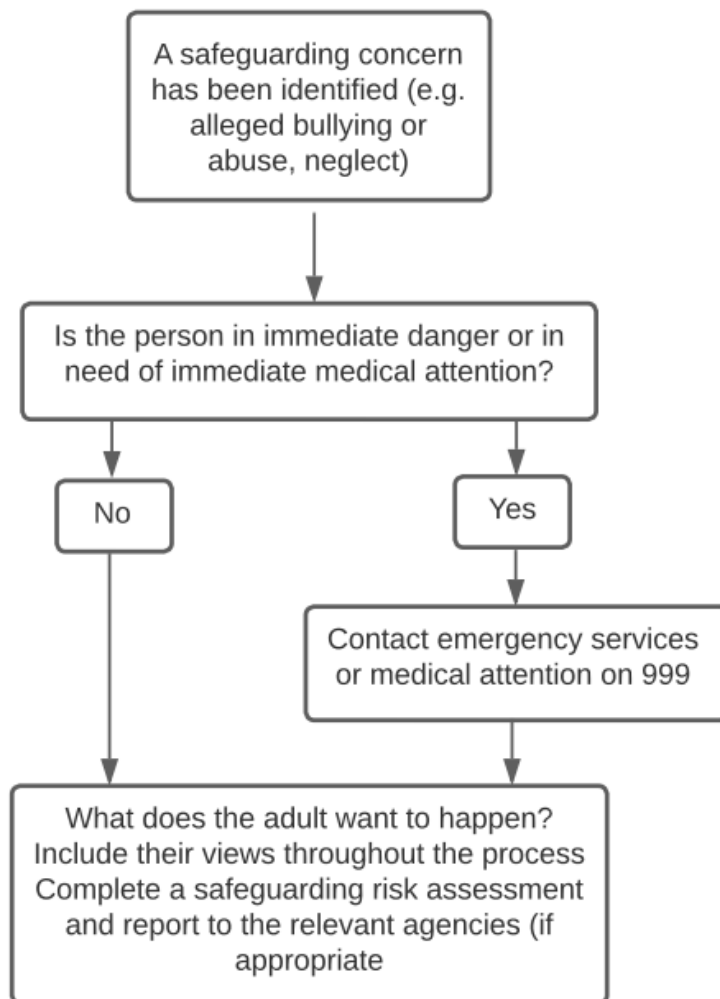 A safeguarding concern
has been identified (e.g.
alleged bullying or
abuse, neglect)
Is the person in immediate danger or in
need of immediate medical attention?
No
Yes
Contact emergency services
or medical attention on 999
What does the adult want to happen?
Include their views throughout the process
Complete a safeguarding risk assessment
and report to the relevant agencies (if
appropriate